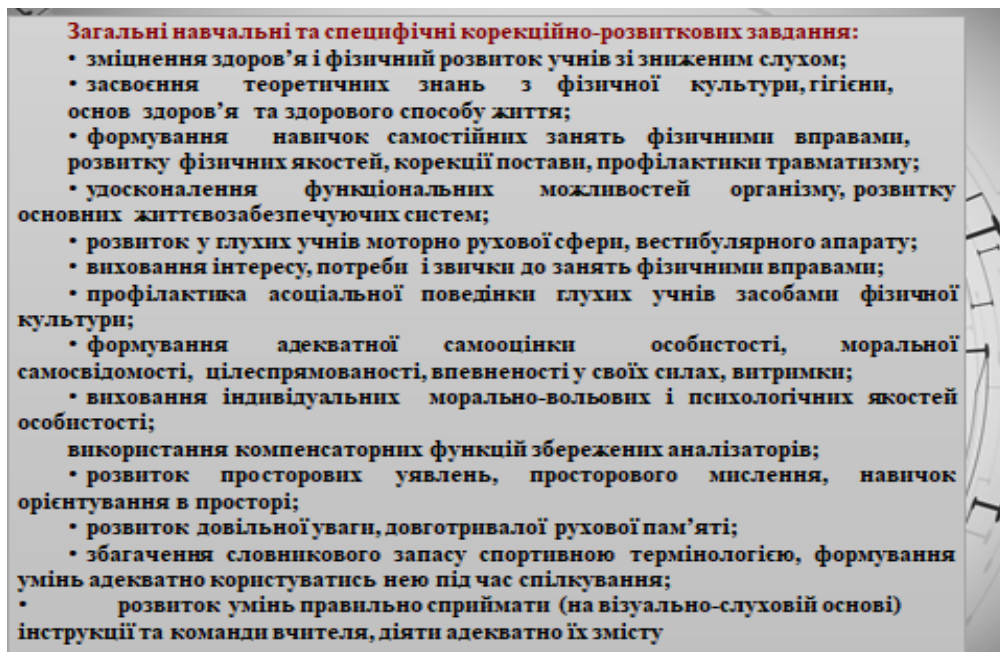 Загальні навчальні та специфічні корекційно-розвиткових завдання:
• зміцнення здоров’я і фізичний розвиток учнів зі зниженим слухом;
• засвоєння теоретичних знань з фізичної культури, гігієни,
основ здоров’я та здорового способу життя;
• формування навичок самостійних занять фізичними вправами,
розвитку фізичних якостей, корекції постави, профілактики травматизму;
• удосконалення функціональних можливостей організму, розвитку
основних життєвозабезпечуючих систем;
• розвиток у глухих учнів моторно рухової сфери, вестибулярного апарату;
• виховання інтересу, потреби і звички до занять фізичними вправами;
• профілактика асоціальної поведінки глухих учнів засобами фізичної
культури;
• формування адекватної самооцінки особистості, моральної
самосвідомості, цілеспрямованості, впевненості у своїх силах, витримки;
• виховання індивідуальних морально-вольових і психологічних якостей
особистості;
використання компенсаторних функцій збережених аналізаторів;
• розвиток просторових уявлень, просторового мислення, навичок
орієнтування в просторі;
• розвиток довільної уваги, довготривалої рухової пам’яті;
• збагачення словникового запасу спортивною термінологією, формування
умінь адекватно користуватись нею під час спілкування;
• розвиток умінь правильно сприймати (на візуально-слуховій основі)
інструкції та команди вчителя, діяти адекватно їх змісту